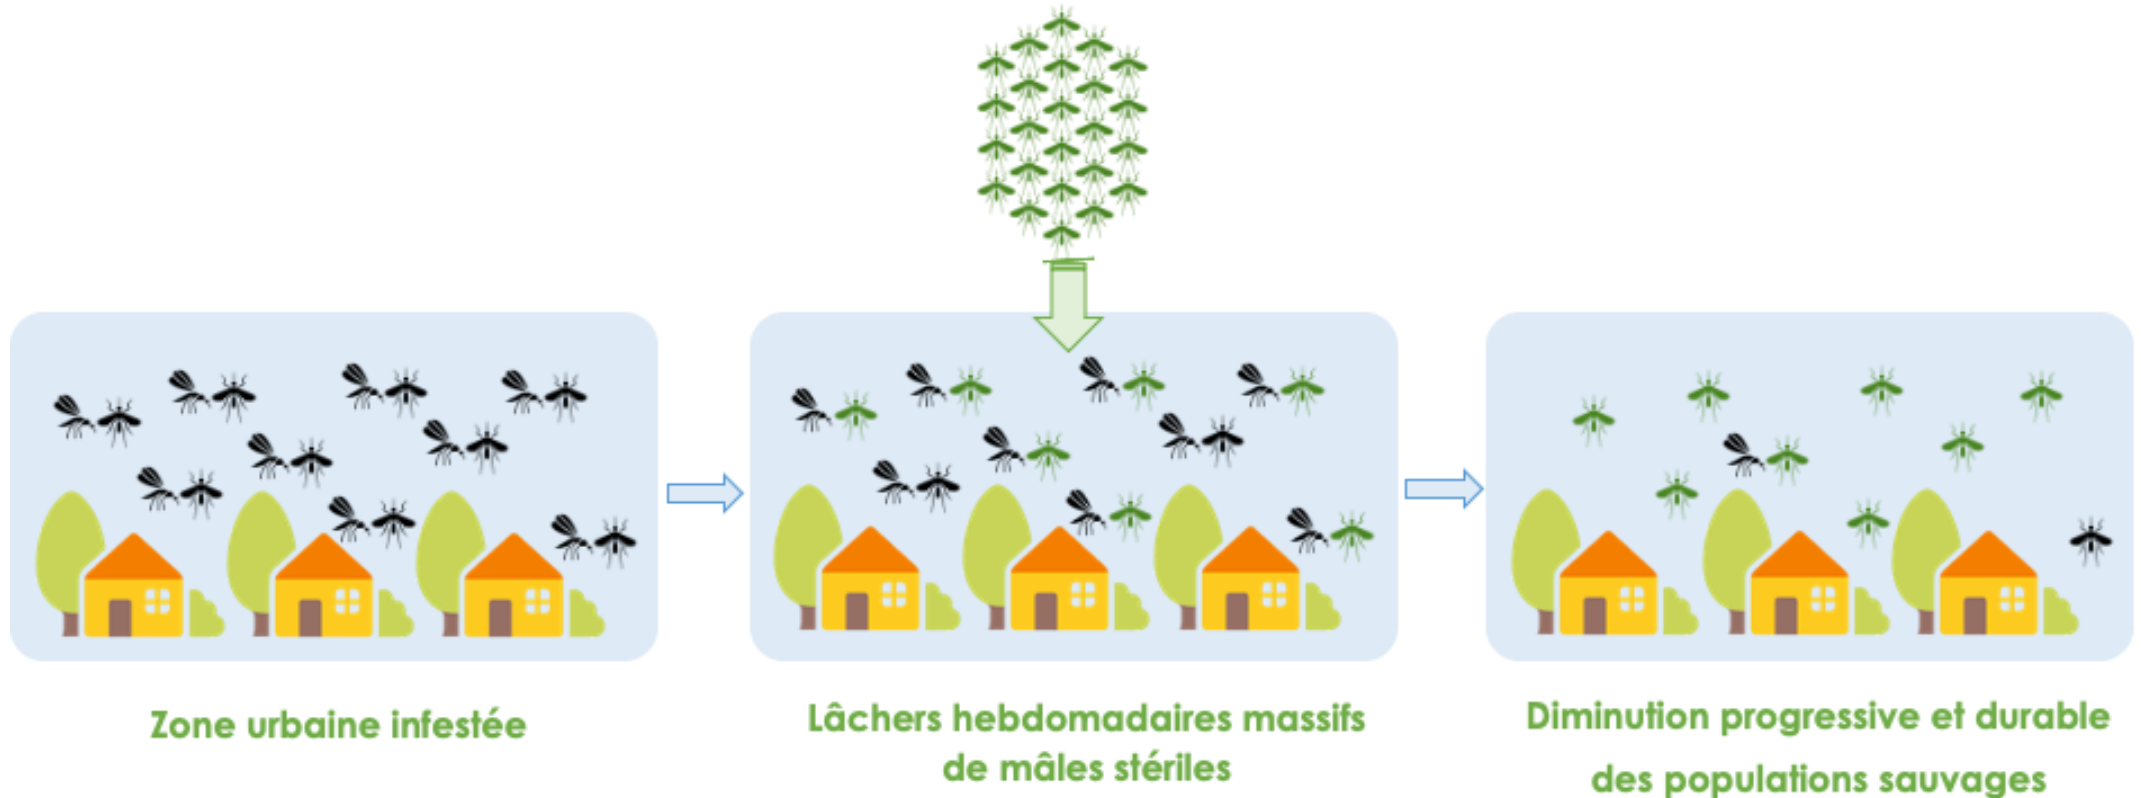 Zone urbaine infestée
Lâchers hebdomadaires massifs
de mâles stériles
Diminution progressive et durable
des populations sauvages